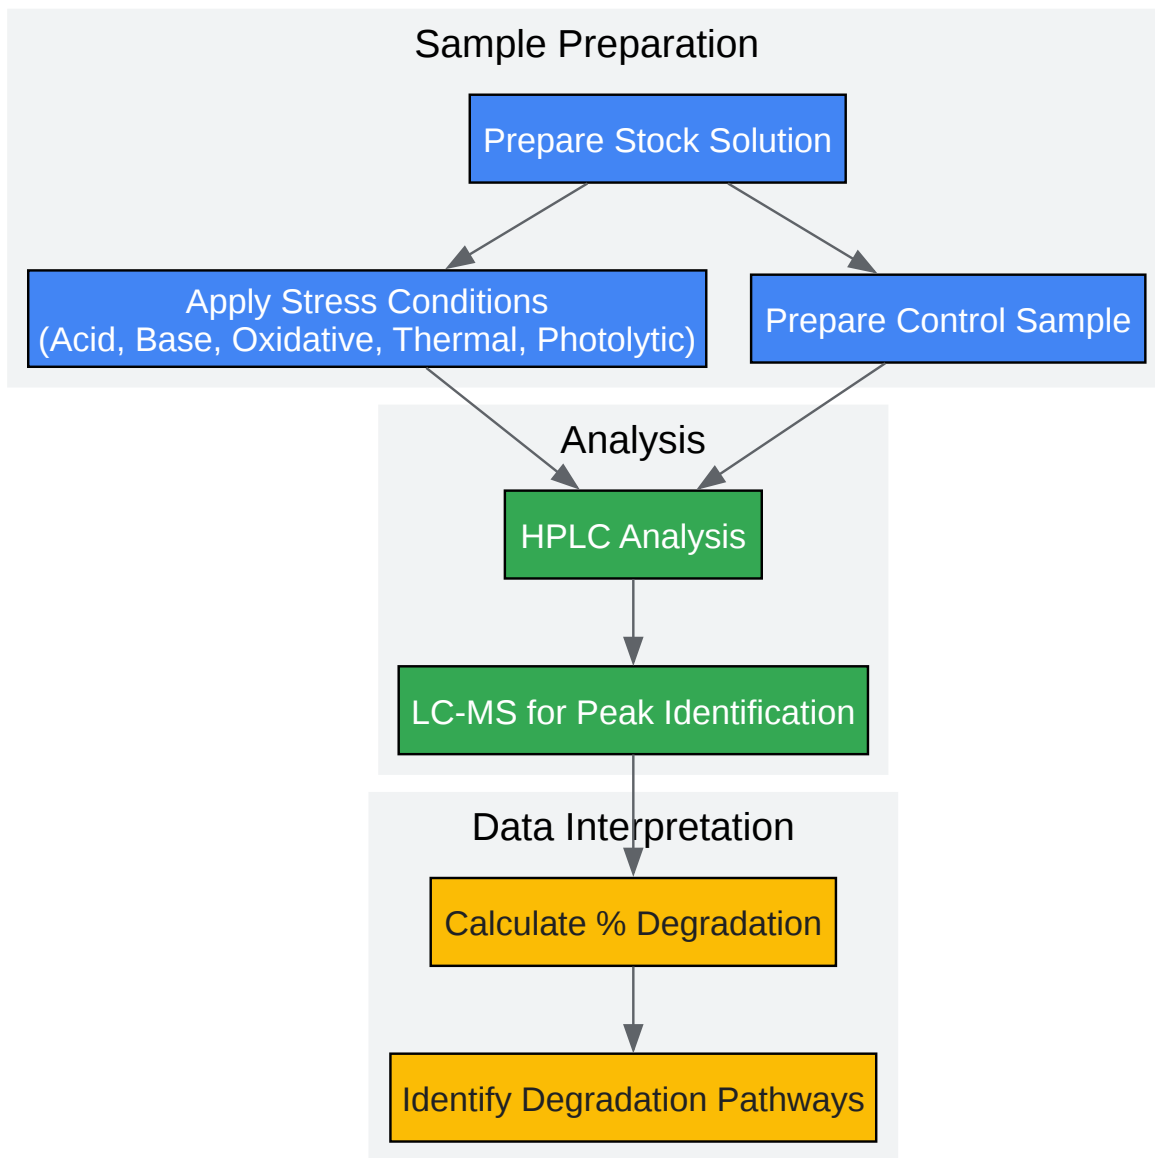 Sample Preparation
Prepare Stock Solution
Apply Stress Conditions
(Acid, Base, Oxidative, Thermal, Photolytic)
Prepare Control Sample
Analysis
HPLC Analysis
LC-MS for Peak Identification
Data Interpretation
Calculate % Degradation
Identify Degradation Pathways